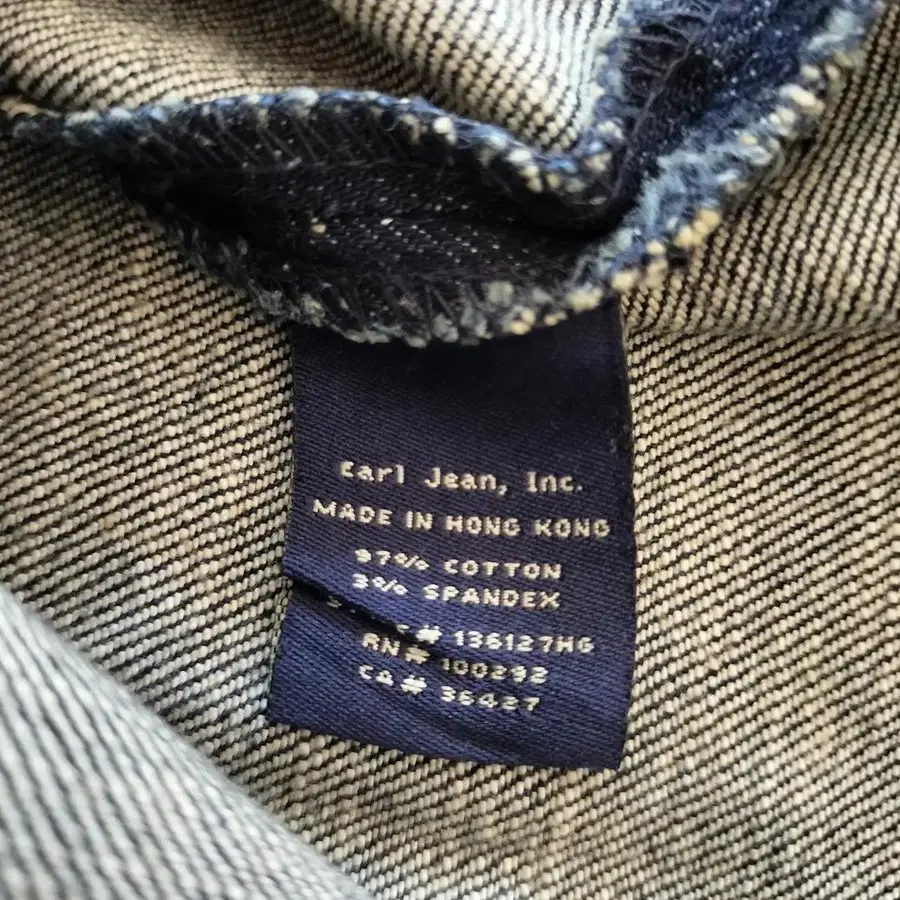 Earl Jean, Inc.
MADE IN HONG KONG
97% COTTON
3% SPANDEX
# 136127HG
RN# 100292
CA# 36427